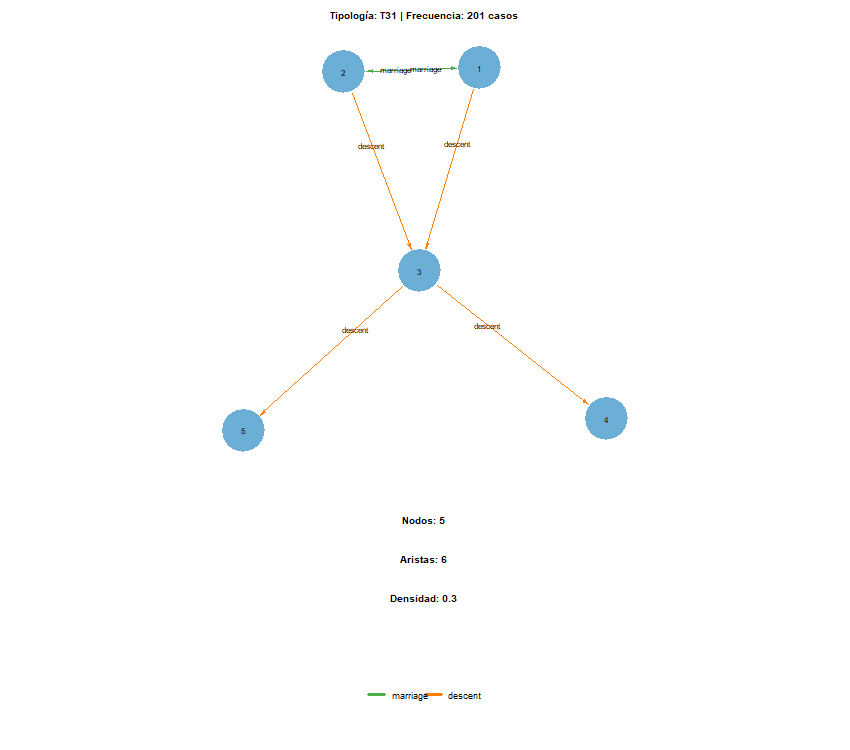 Tipología: T31 | Frecuencia: 201 casos
2 marriage marriage 1
descent descent
3
descent descent
5 4
Nodos: 5
Aristas: 6
Densidad: 0.3
marriage descent